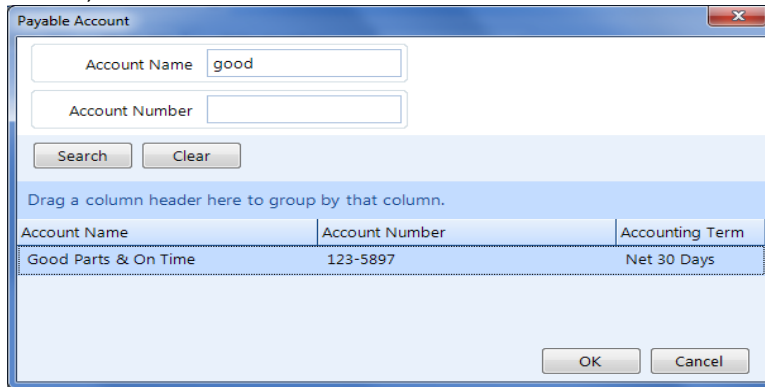 Payable Account
Account Name good
Account Number
Search Clear
Drag a column header here to group by that column.
Account Name Account Number Accounting Term
Good Parts & On Time 123-5897 Net 30 Days
OK Cancel